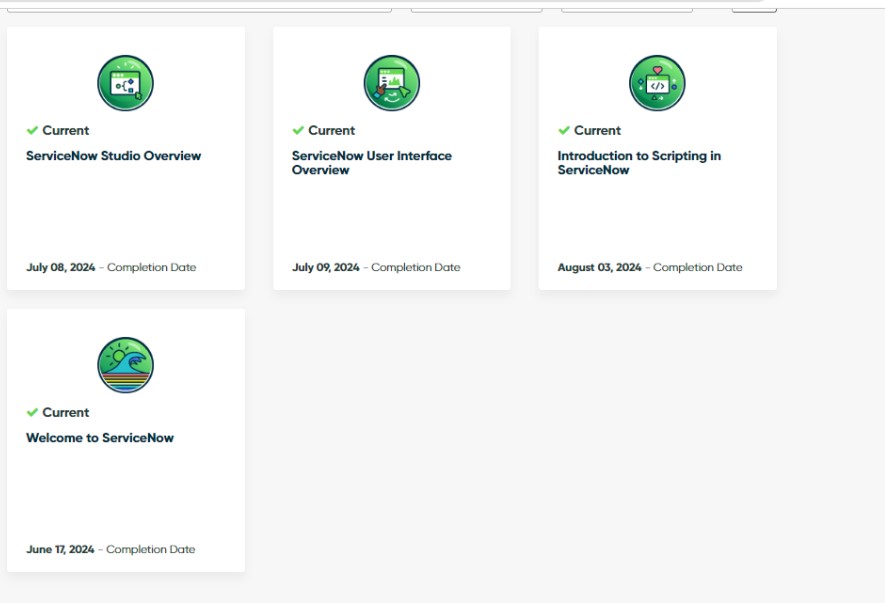 Current
ServiceNow Studio Overview
July 08, 2024 - Completion Date
Current
ServiceNow User Interface
Overview
July 09, 2024 - Completion Date
Current
Introduction to Scripting in
ServiceNow
August 03, 2024 - Completion Date
Current
Welcome to ServiceNow
June 17, 2024 - Completion Date